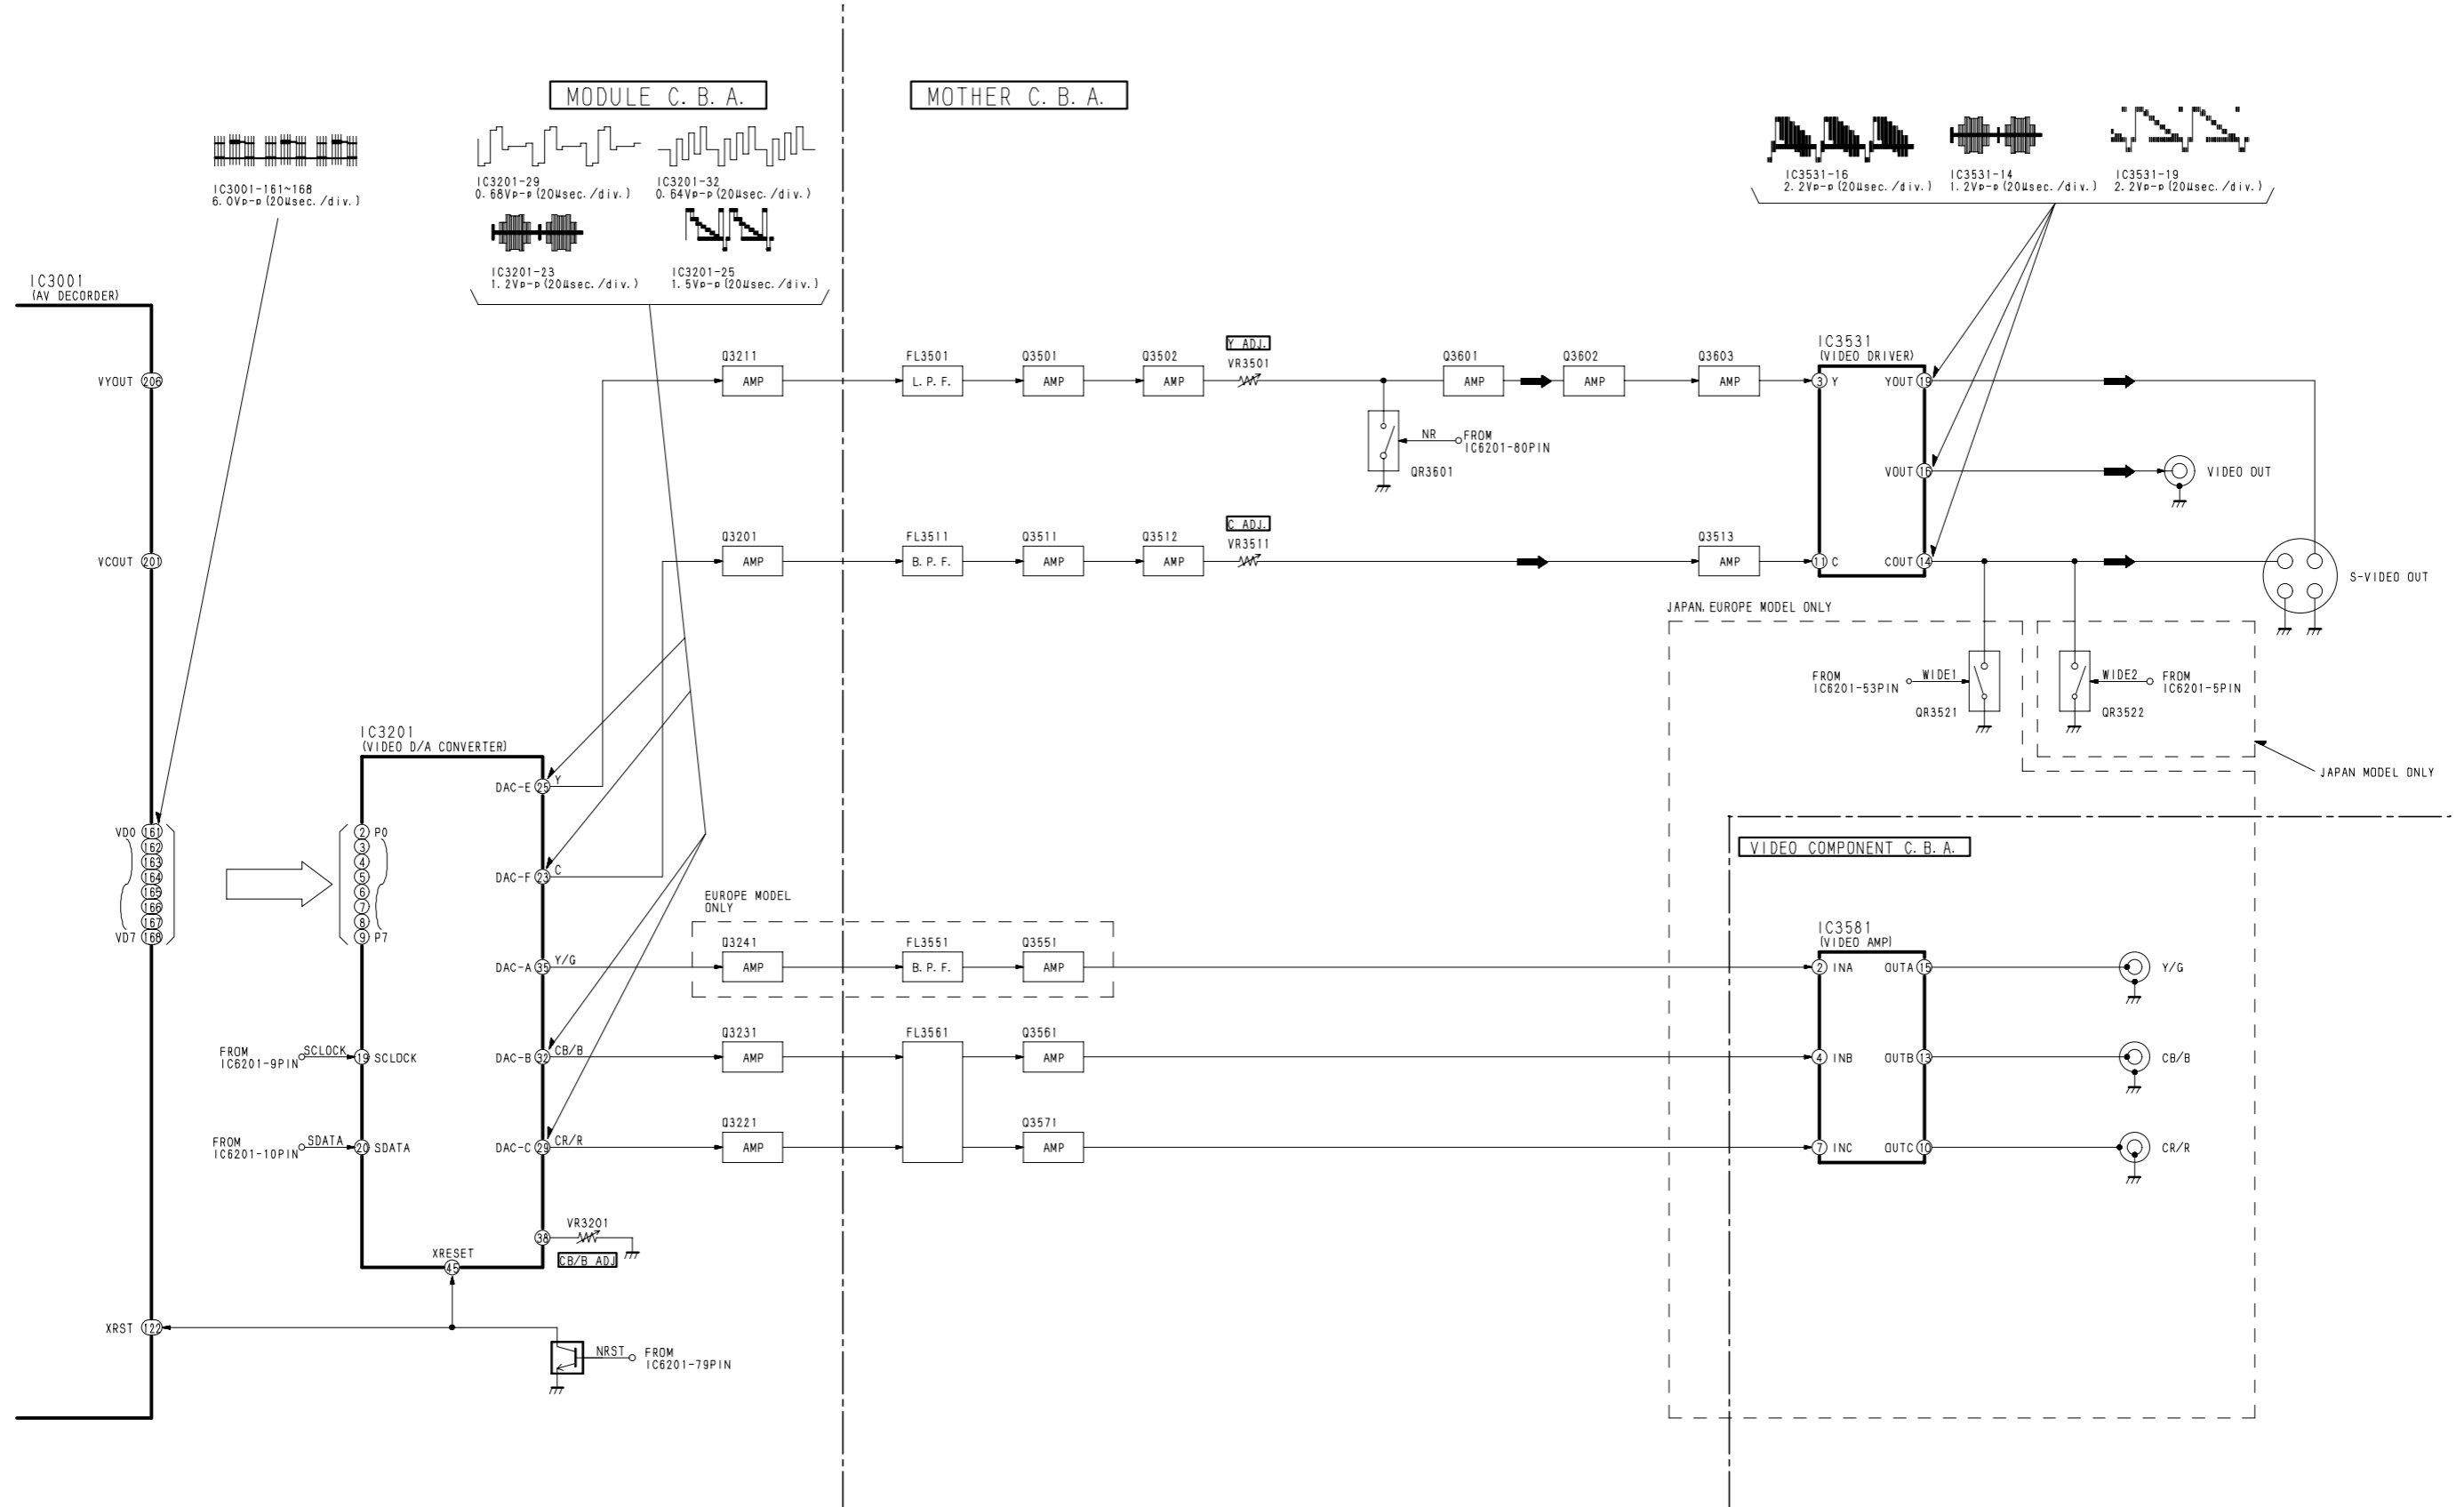 MODULE C. B. A.
MOTHER C. B. A.
IC3001-161~168
6. 0Vp-p (20µsec. /div. )
IC3201-29
0. 68Vp-p (20µsec. /div. )
IC3201-32
0. 64Vp-p (20µsec. /div. )
IC3201-23
1. 2Vp-p (20µsec. /div. )
IC3201-25
1. 5Vp-p (20µsec. /div. )
IC3531-16
2. 2Vp-p (20µsec. /div. )
IC3531-14
1. 2Vp-p (20µsec. /div. )
IC3531-19
2. 2Vp-p (20µsec. /div. )
IC3001
(AV DECORDER)
VYOUT 206
VCOUT 201
VD0 161
162
163
164
165
166
167
VD7 168
XRST 122
IC3201
(VIDEO D/A CONVERTER)
2 P0
3
4
5
6
7
8
9 P7
FROM
IC6201-9PIN
SCLOCK
19 SCLOCK
FROM
IC6201-10PIN
SDATA
20 SDATA
DAC-E 25 Y
DAC-F 23 C
DAC-A 35 Y/G
DAC-B 32 CB/B
DAC-C 29 CR/R
38
VR3201
CB/B ADJ
XRESET
45
NRST
FROM
IC6201-79PIN
Q3211
AMP
FL3501
L. P. F.
Q3501
AMP
Q3502
AMP
Y ADJ.
VR3501
Q3601
AMP
Q3602
AMP
Q3603
AMP
NR
FROM
IC6201-80PIN
QR3601
Q3201
AMP
FL3511
B. P. F.
Q3511
AMP
Q3512
AMP
C ADJ.
VR3511
Q3513
AMP
IC3531
(VIDEO DRIVER)
3 Y
YOUT 19
VOUT 16
11 C
COUT 14
VIDEO OUT
S-VIDEO OUT
JAPAN. EUROPE MODEL ONLY
FROM
IC6201-53PIN
WIDE1
QR3521
WIDE2
FROM
IC6201-5PIN
QR3522
JAPAN MODEL ONLY
VIDEO COMPONENT C. B. A.
EUROPE MODEL
ONLY
Q3241
AMP
FL3551
B. P. F.
Q3551
AMP
Q3231
AMP
FL3561
Q3561
AMP
Q3221
AMP
Q3571
AMP
IC3581
(VIDEO AMP)
2 INA
OUTA 15
Y/G
4 INB
OUTB 13
CB/B
7 INC
OUTC 10
CR/R